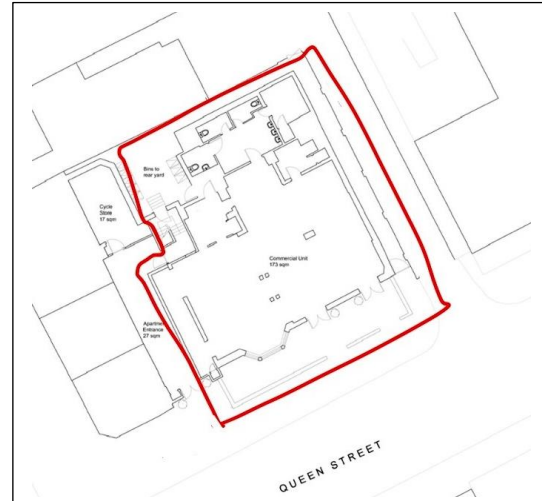 Bins to
rear yard
Cycle
Store
17 sqm
Commercial Unit
173 sqm
Apartment
Entrance
27 sqm
QUEEN STREET